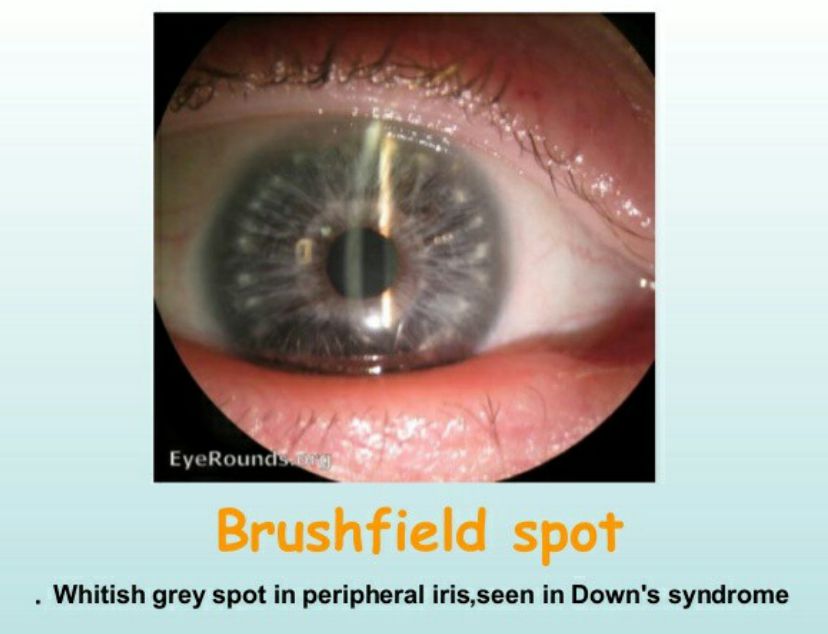 EyeRounds.org
Brushfield spot
. Whitish grey spot in peripheral iris,seen in Down's syndrome